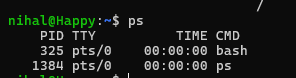 /
nihal@Happy:~$ ps
PID TTY TIME CMD
325 pts/0 00:00:00 bash
1384 pts/0 00:00:00 ps